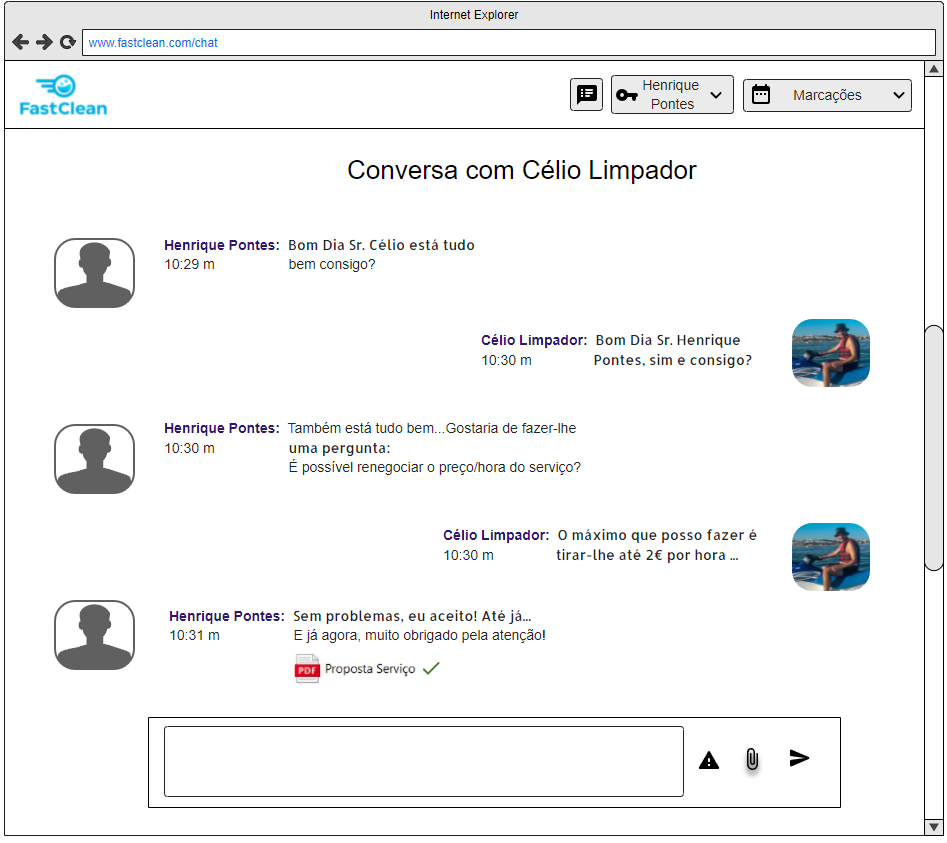 Internet Explorer
www.fastclean.com/chat
FastClean
Henrique
Pontes
Marcações
Conversa com Célio Limpador
Henrique Pontes: Bom Dia Sr. Célio está tudo
10:29 m bem consigo?
Célio Limpador: Bom Dia Sr. Henrique
10:30 m Pontes, sim e consigo?
Henrique Pontes: Também está tudo bem...Gostaria de fazer-lhe
10:30 m uma pergunta:
É possível renegociar o preço/hora do serviço?
Célio Limpador: O máximo que posso fazer é
10:30 m tirar-lhe até 2€ por hora ...
Henrique Pontes: Sem problemas, eu aceito! Até já...
10:31 m E já agora, muito obrigado pela atenção!
PDF Proposta Serviço